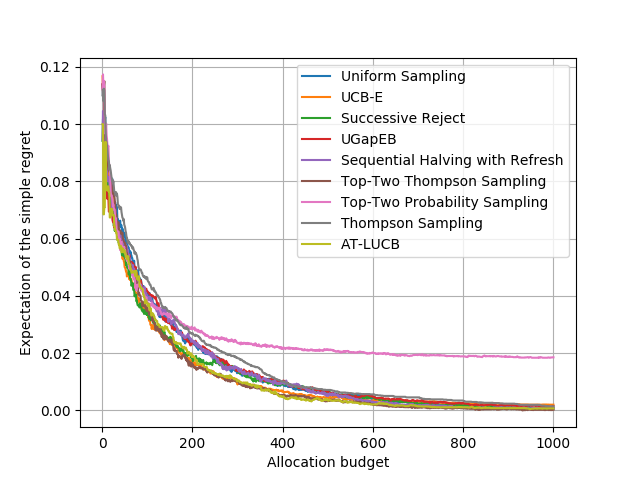 0.12
0.10
0.08
0.06
0.04
0.02
0.00
Expectation of the simple regret
Uniform Sampling
UCB-E
Successive Reject
UGapEB
Sequential Halving with Refresh
Top-Two Thompson Sampling
Top-Two Probability Sampling
Thompson Sampling
AT-LUCB
0 200 400 600 800 1000
Allocation budget